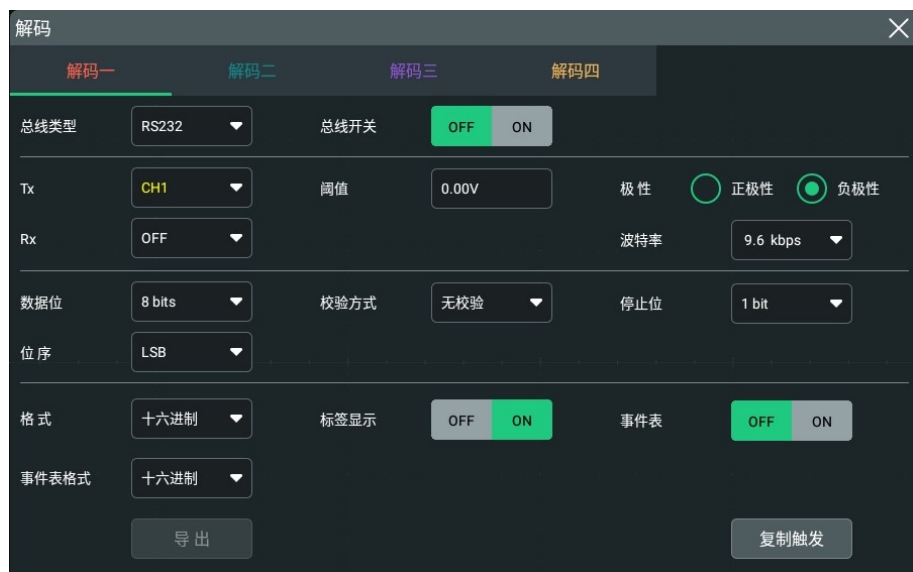 解码
解码一 解码二 解码三 解码四
总线类型 RS232 总线开关 OFF ON
Tx CH1 阈值 0.00V 极性 正极性 负极性
Rx OFF 波特率 9.6 kbps
数据位 8 bits 校验方式 无校验 停止位 1 bit
位序 LSB
格式 十六进制 标签显示 OFF ON 事件表 OFF ON
事件表格式 十六进制
导出 复制触发